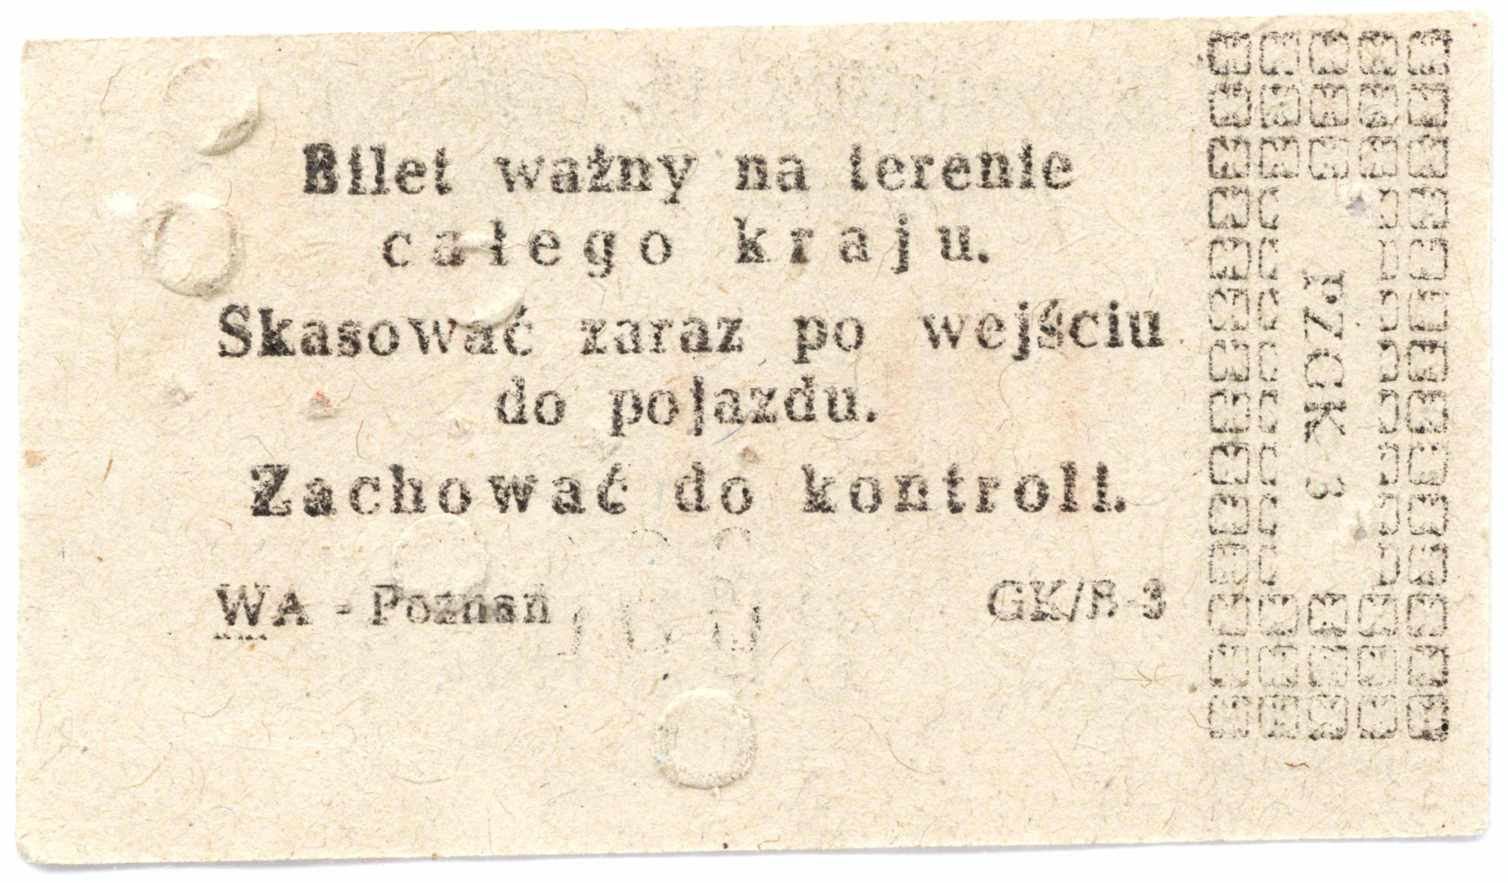 Bilet ważny na terenie
całego kraju.
Skasować zaraz po wejściu
do pojazdu.
Zachować do kontroli.
WA - Poznań
GK/B-3
PZGK 3